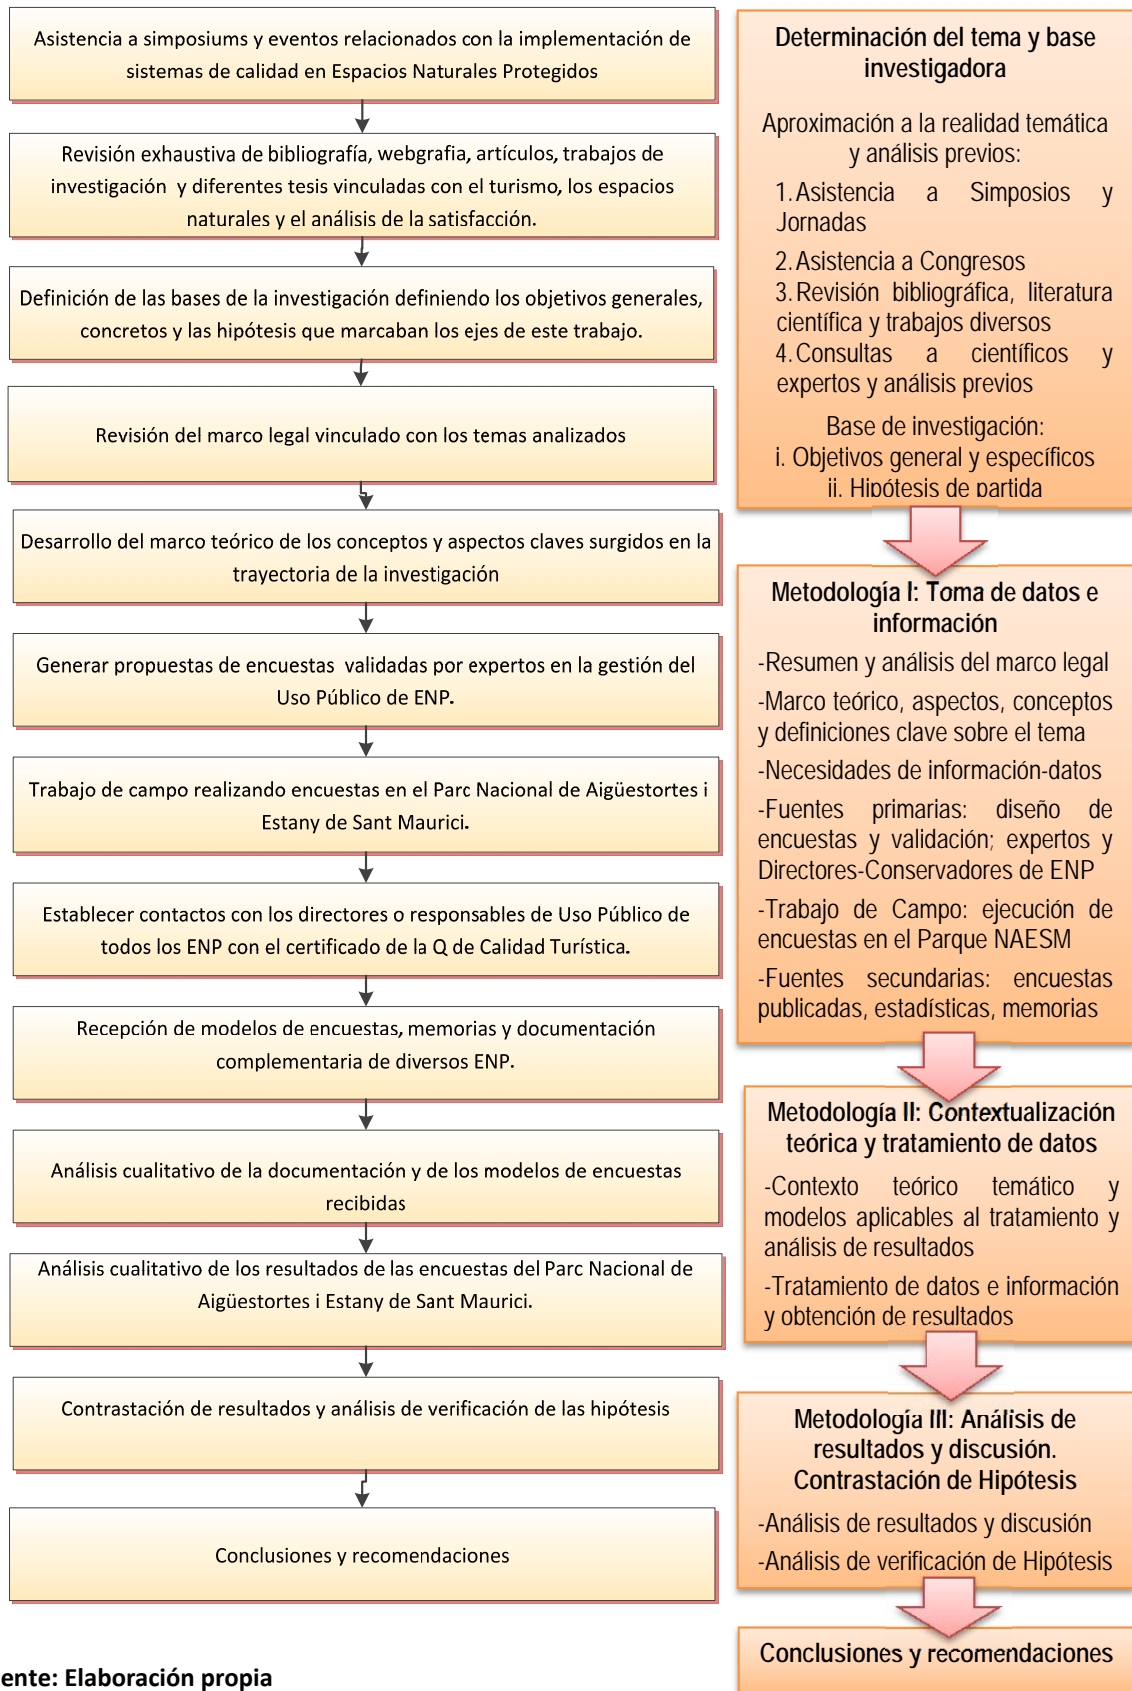 Asistencia a simposiums y eventos relacionados con la implementación de
sistemas de calidad en Espacios Naturales Protegidos
Revisión exhaustiva de bibliografía, webgrafia, artículos, trabajos de
investigación y diferentes tesis vinculadas con el turismo, los espacios
naturales y el análisis de la satisfacción.
Definición de las bases de la investigación definiendo los objetivos generales,
concretos y las hipótesis que marcaban los ejes de este trabajo.
Revisión del marco legal vinculado con los temas analizados
Desarrollo del marco teórico de los conceptos y aspectos claves surgidos en la
trayectoria de la investigación
Generar propuestas de encuestas validadas por expertos en la gestión del
Uso Público de ENP.
Trabajo de campo realizando encuestas en el Parc Nacional de Aigüestortes i
Estany de Sant Maurici.
Establecer contactos con los directores o responsables de Uso Público de
todos los ENP con el certificado de la Q de Calidad Turística.
Recepción de modelos de encuestas, memorias y documentación
complementaria de diversos ENP.
Análisis cualitativo de la documentación y de los modelos de encuestas
recibidas
Análisis cualitativo de los resultados de las encuestas del Parc Nacional de
Aigüestortes i Estany de Sant Maurici.
Contrastación de resultados y análisis de verificación de las hipótesis
Conclusiones y recomendaciones
ente: Elaboración propia
Determinación del tema y base
investigadora
Aproximación a la realidad temática
y análisis previos:
1.Asistencia a Simposios y
Jornadas
2.Asistencia a Congresos
3.Revisión bibliográfica, literatura
científica y trabajos diversos
4.Consultas a científicos y
expertos y análisis previos
Base de investigación:
i. Objetivos general y específicos
ii. Hipótesis de partida
Metodología I: Toma de datos e
información
-Resumen y análisis del marco legal
-Marco teórico, aspectos, conceptos
y definiciones clave sobre el tema
-Necesidades de información-datos
-Fuentes primarias: diseño de
encuestas y validación; expertos y
Directores-Conservadores de ENP
-Trabajo de Campo: ejecución de
encuestas en el Parque NAESM
-Fuentes secundarias: encuestas
publicadas, estadísticas, memorias
Metodología II: Contextualización
teórica y tratamiento de datos
-Contexto teórico temático y
modelos aplicables al tratamiento y
análisis de resultados
-Tratamiento de datos e información
y obtención de resultados
Metodología III: Análisis de
resultados y discusión.
Contrastación de Hipótesis
-Análisis de resultados y discusión
-Análisis de verificación de Hipótesis
Conclusiones y recomendaciones